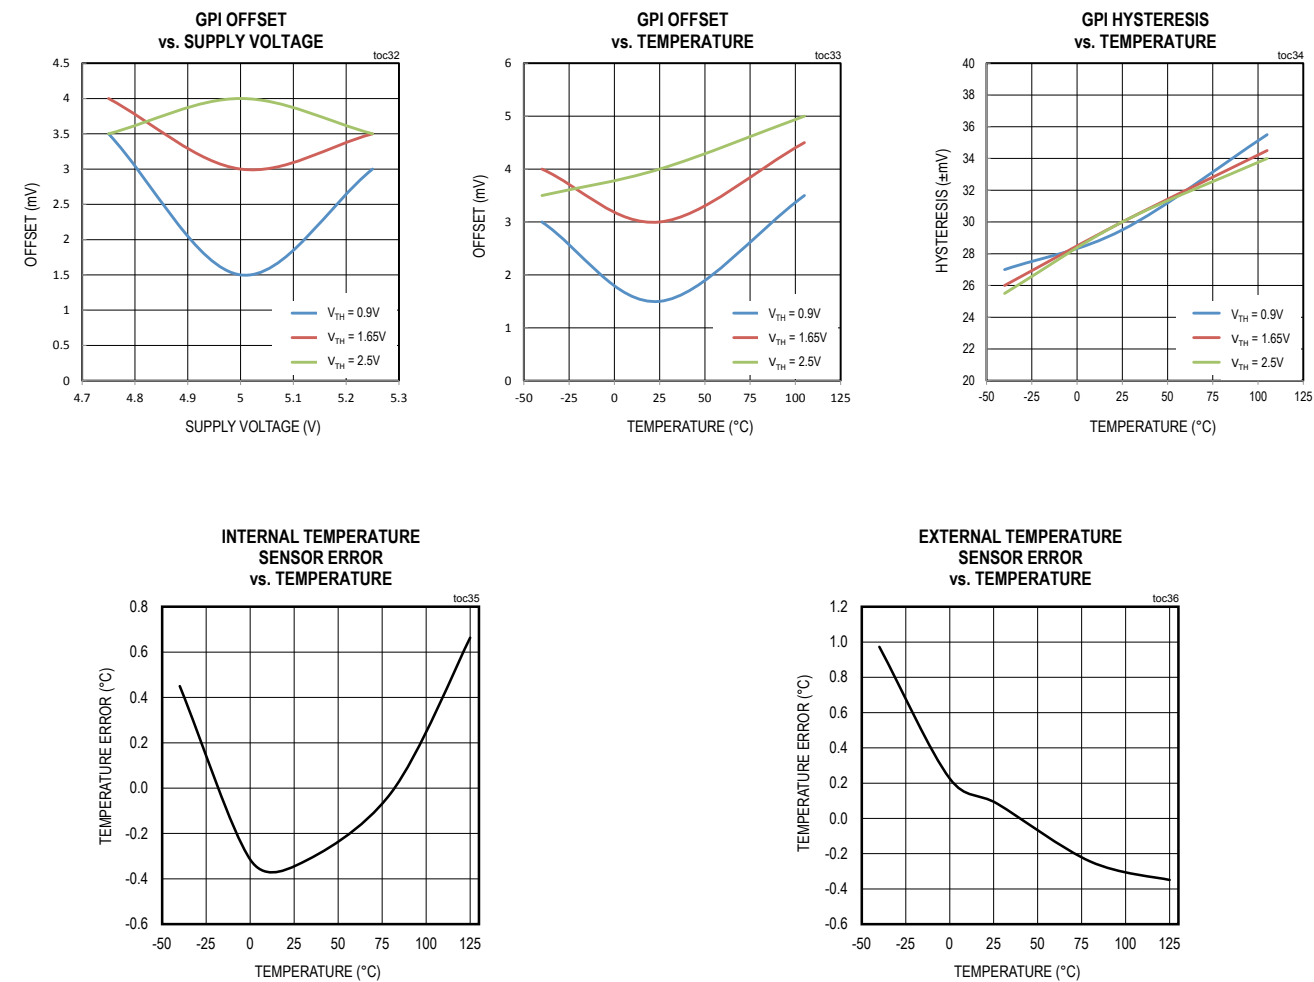 GPI OFFSET
vs. SUPPLY VOLTAGE
toc32
4.5
4
3.5
3
2.5
2
1.5
1
0.5
0
OFFSET (mV)
V_TH = 0.9V
V_TH = 1.65V
V_TH = 2.5V
4.7 4.8 4.9 5 5.1 5.2 5.3
SUPPLY VOLTAGE (V)
GPI OFFSET
vs. TEMPERATURE
toc33
6
5
4
3
2
1
0
OFFSET (mV)
V_TH = 0.9V
V_TH = 1.65V
V_TH = 2.5V
-50 -25 0 25 50 75 100 125
TEMPERATURE (°C)
GPI HYSTERESIS
vs. TEMPERATURE
toc34
40
38
36
34
32
30
28
26
24
22
20
HYSTERESIS (±mV)
V_TH = 0.9V
V_TH = 1.65V
V_TH = 2.5V
-50 -25 0 25 50 75 100 125
TEMPERATURE (°C)
INTERNAL TEMPERATURE
SENSOR ERROR
vs. TEMPERATURE
toc35
0.8
0.6
0.4
0.2
0.0
-0.2
-0.4
-0.6
TEMPERATURE ERROR (°C)
-50 -25 0 25 50 75 100 125
TEMPERATURE (°C)
EXTERNAL TEMPERATURE
SENSOR ERROR
vs. TEMPERATURE
toc36
1.2
1.0
0.8
0.6
0.4
0.2
0.0
-0.2
-0.4
-0.6
TEMPERATURE ERROR (°C)
-50 -25 0 25 50 75 100 125
TEMPERATURE (°C)